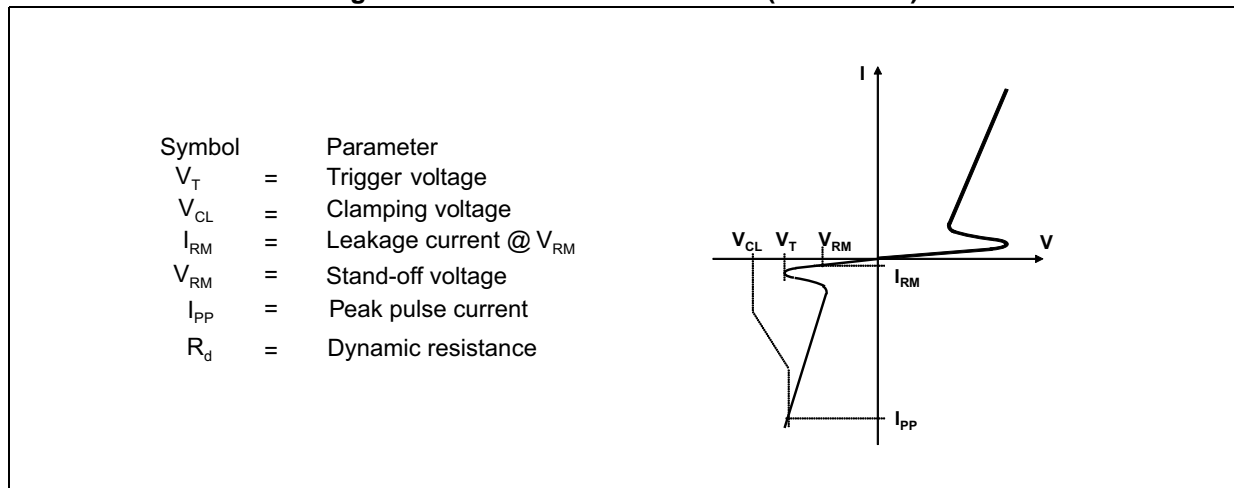 Symbol Parameter
V_T = Trigger voltage
V_CL = Clamping voltage
I_RM = Leakage current @ V_RM
V_RM = Stand-off voltage
I_PP = Peak pulse current
R_d = Dynamic resistance
I
V_CL V_T V_RM V
I_RM
I_PP